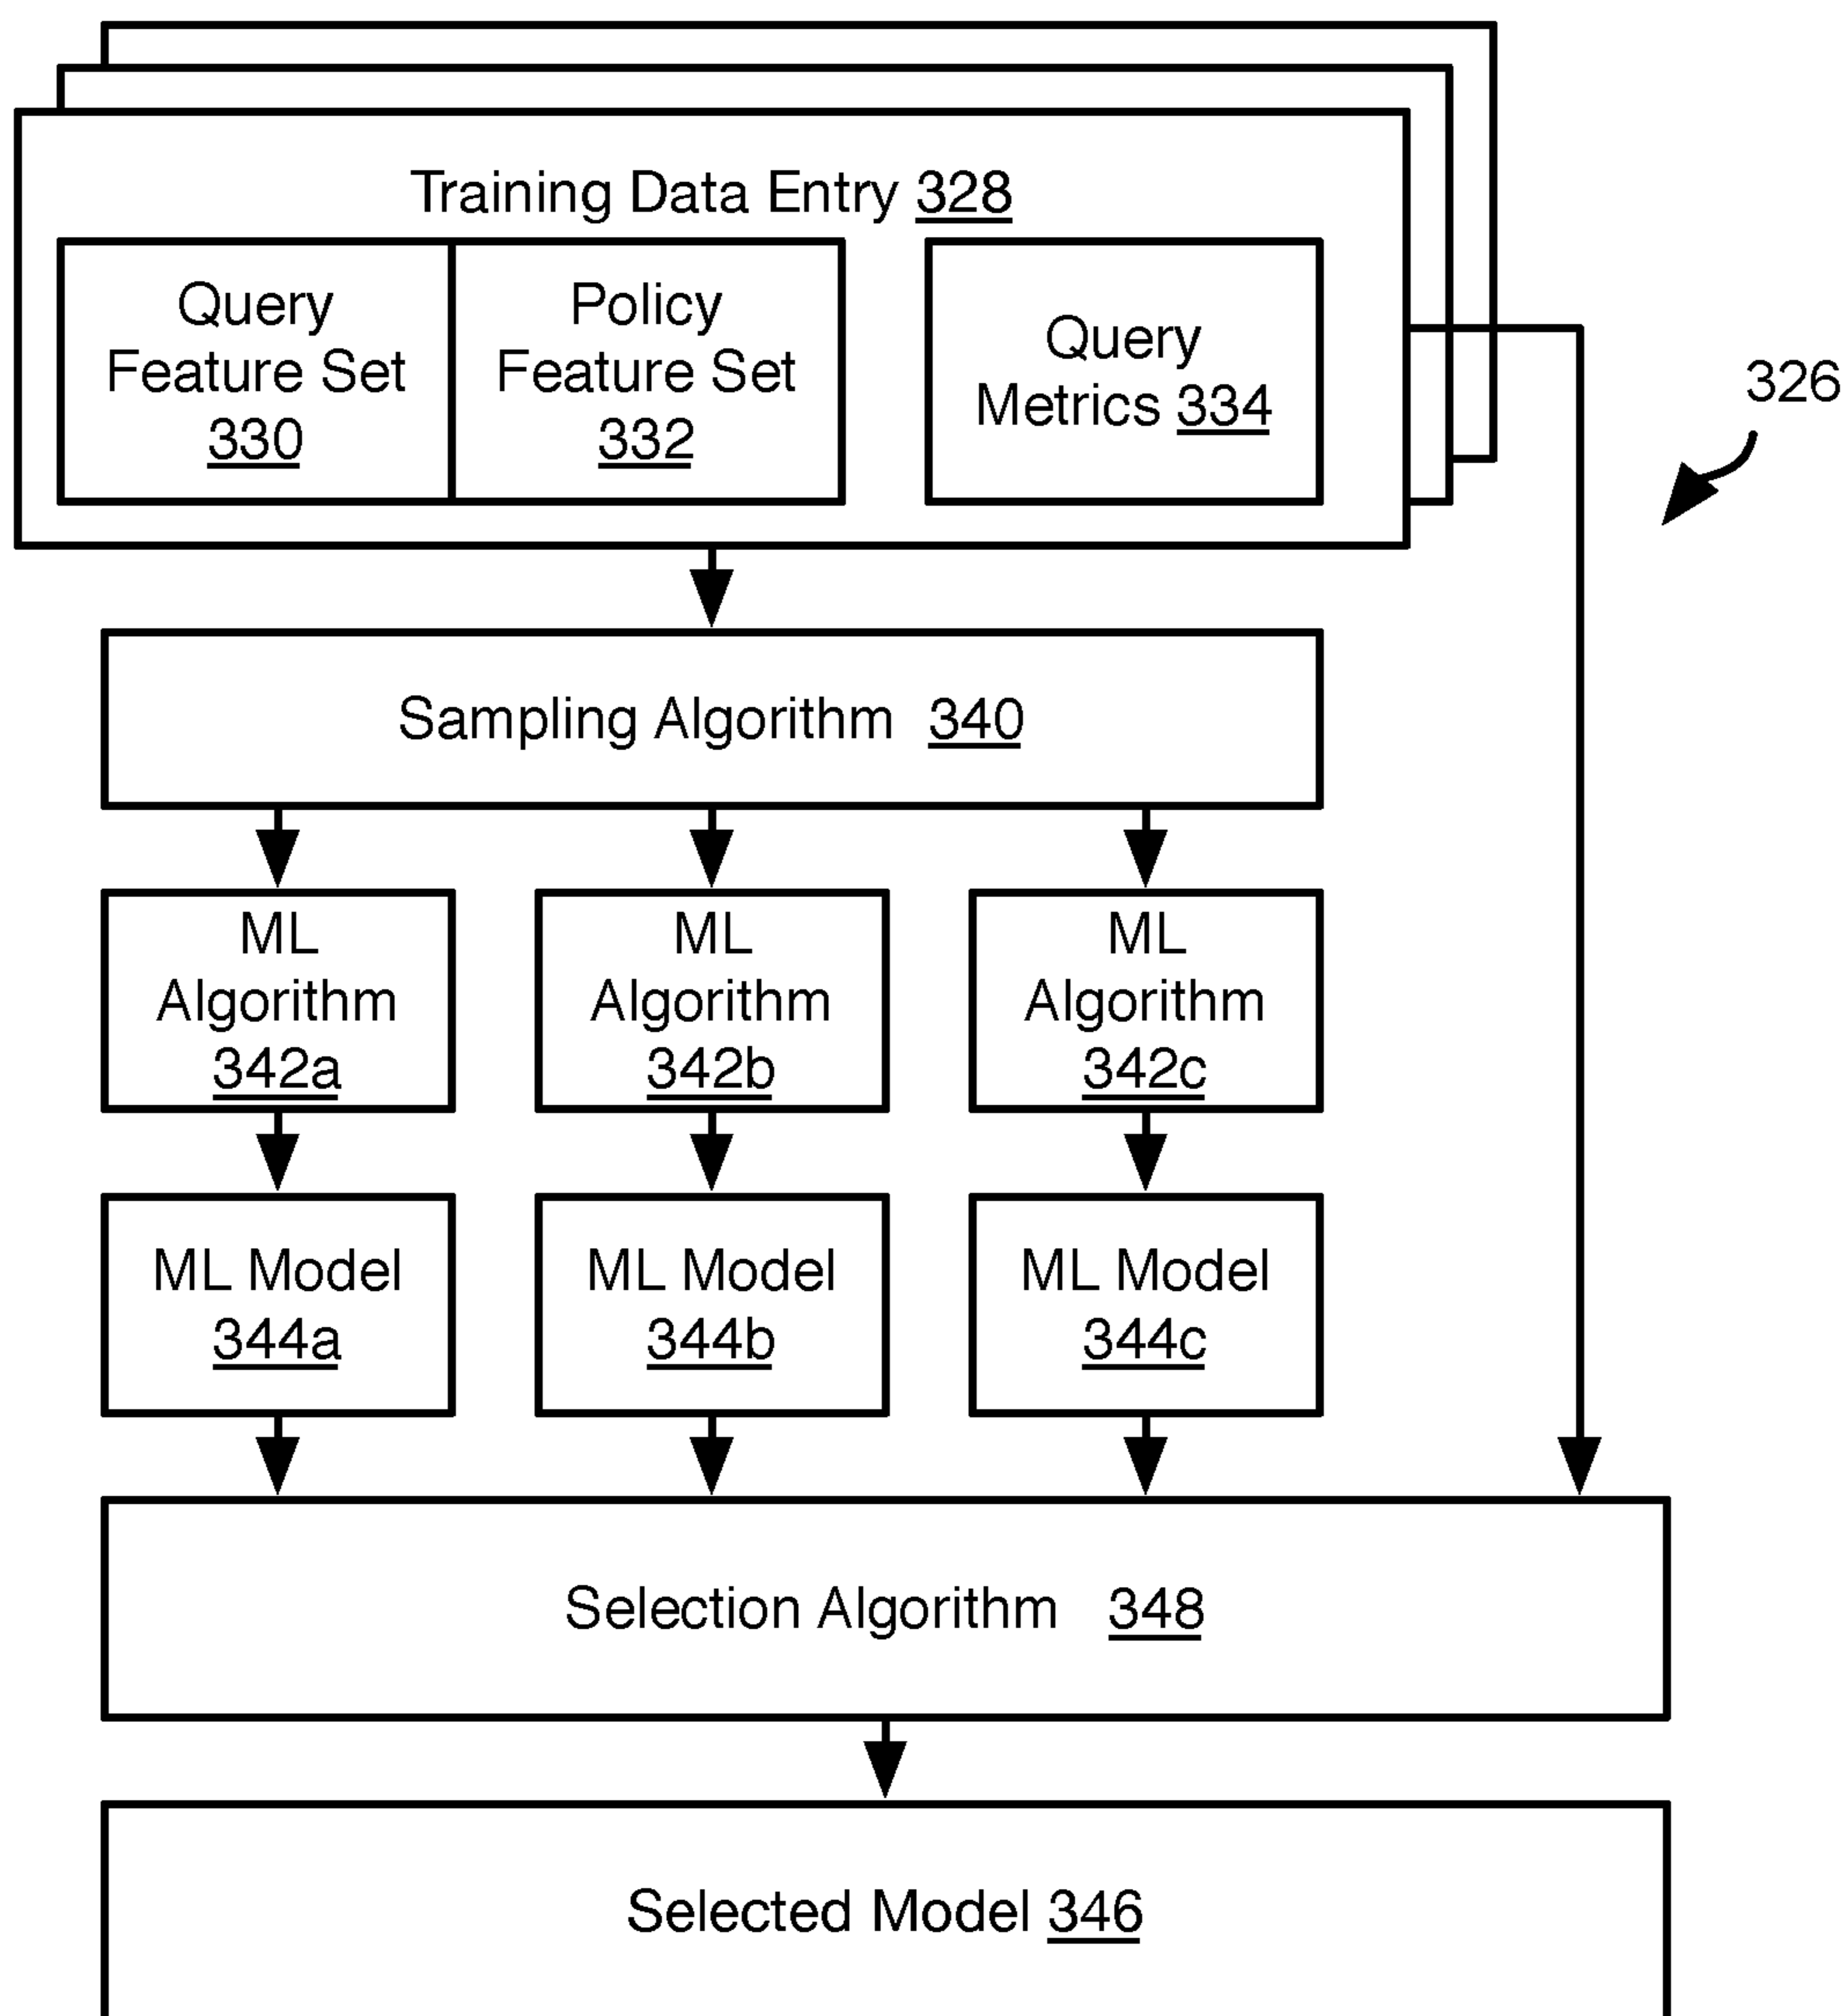 Training Data Entry 328
Query
Feature Set
330
Policy
Feature Set
332
Query
Metrics 334
326
Sampling Algorithm 340
ML
Algorithm
342a
ML
Algorithm
342b
ML
Algorithm
342c
ML Model
344a
ML Model
344b
ML Model
344c
Selection Algorithm 348
Selected Model 346